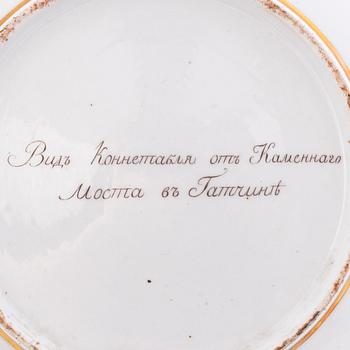 Видъ Коннетабля отъ Каменнаго
Моста въ Гатчинѣ